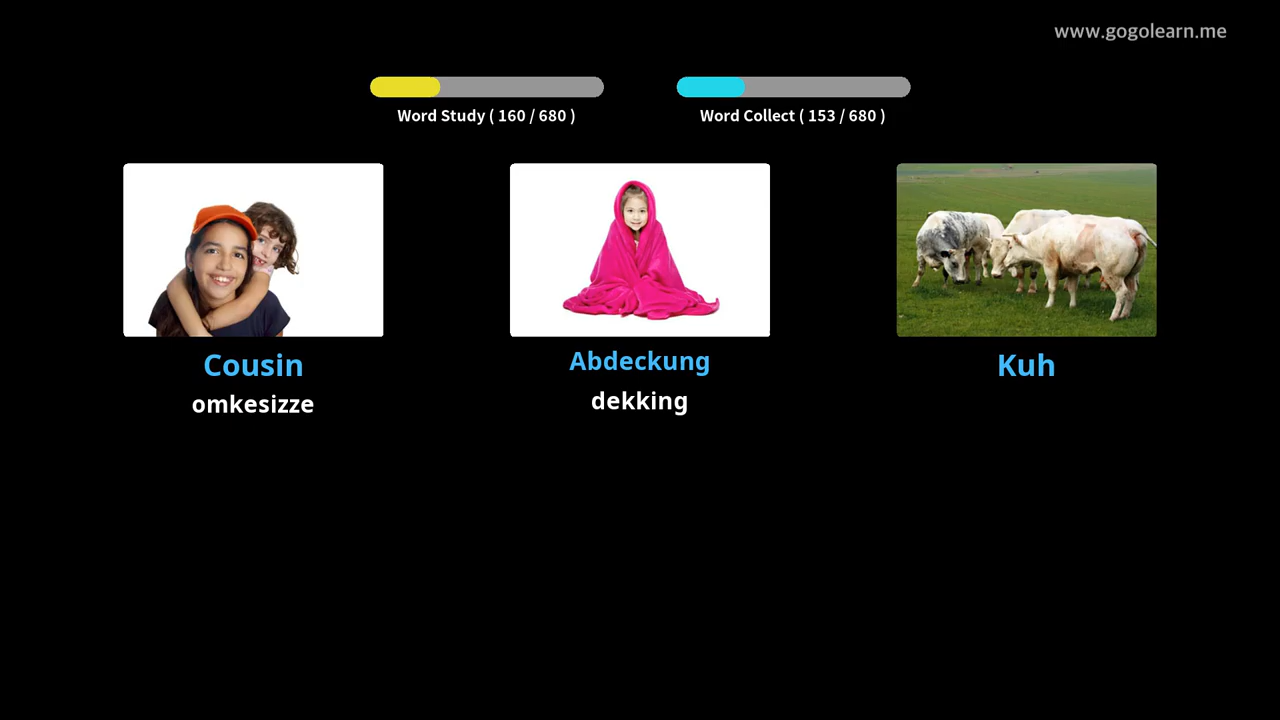 www.gogolearn.me
Word Study ( 160 / 680 )
Word Collect ( 153 / 680 )
Cousin
omkesizze
Abdeckung
dekking
Kuh